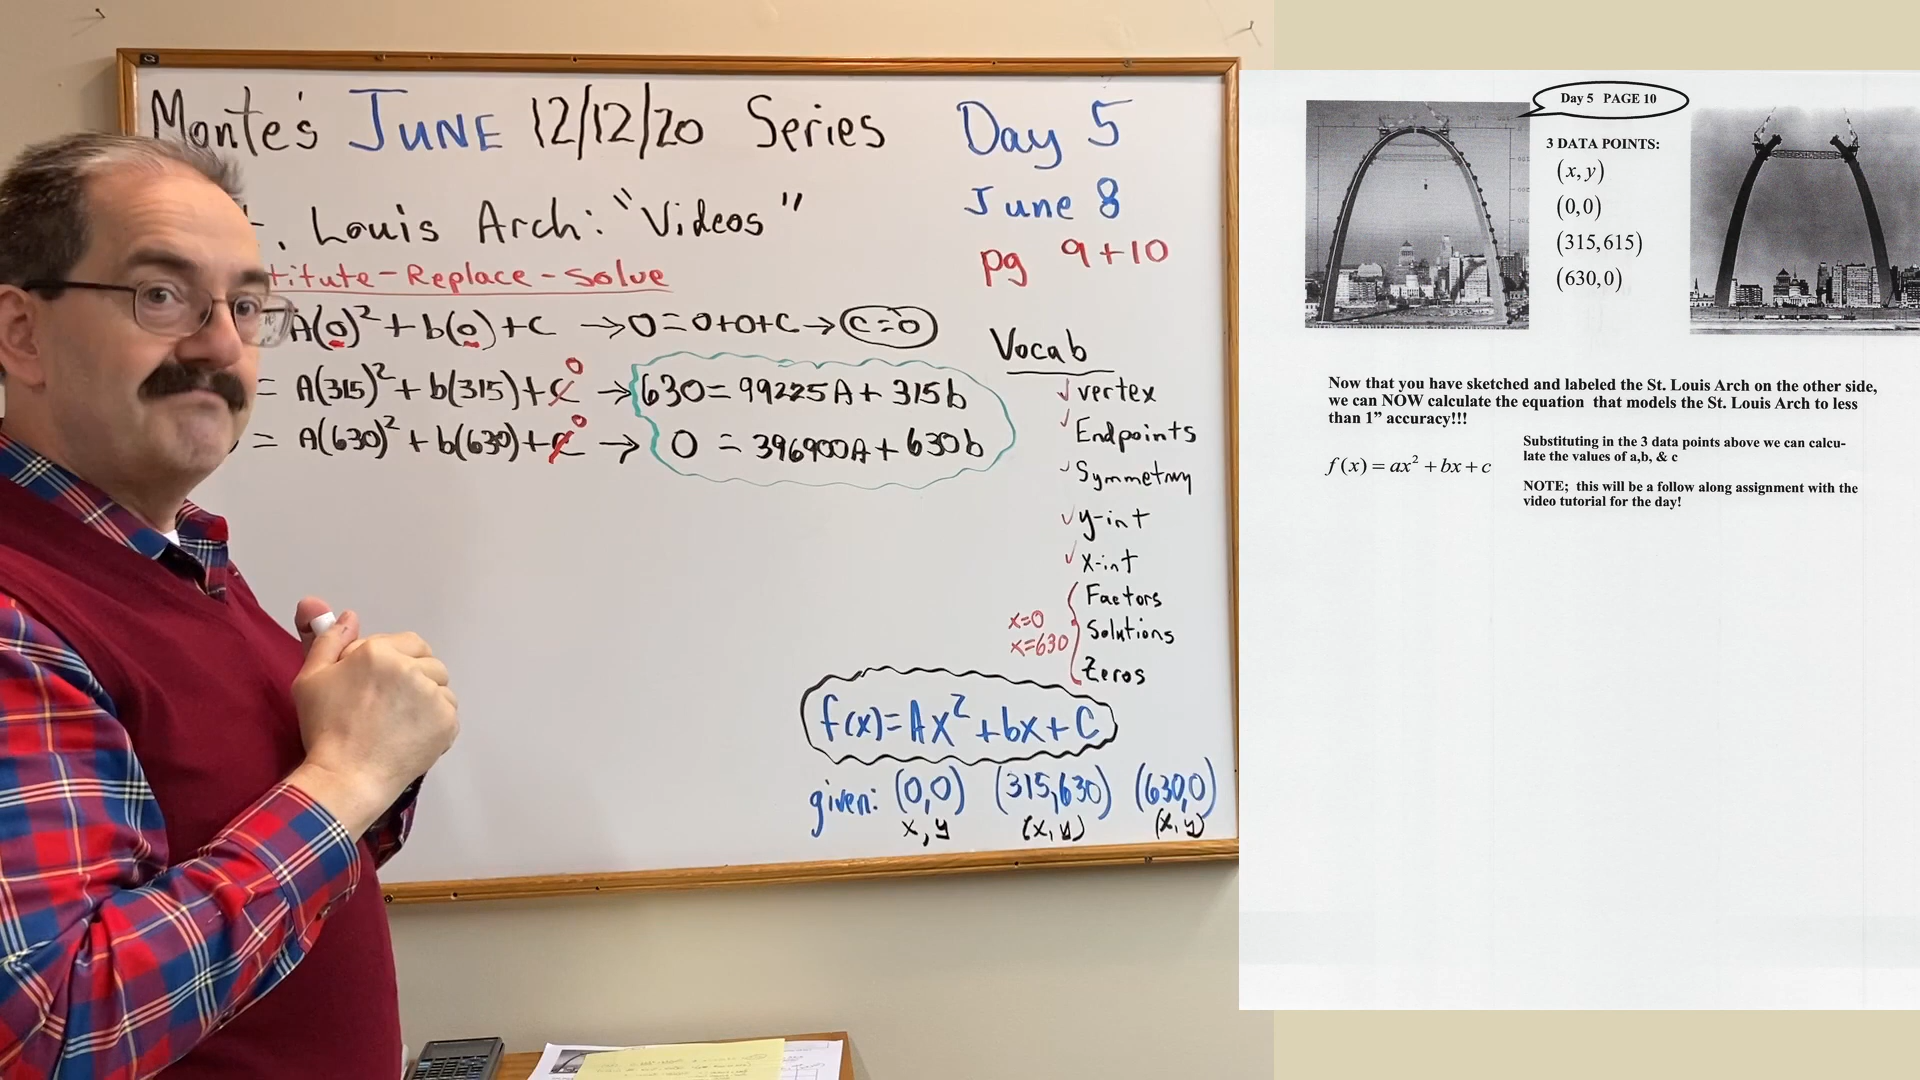 Monte's JUNE 12/12/20 Series
. Louis Arch: "Videos"
titute-Replace-Solve
A(0)² + b(0) + C → 0 = 0+0+C → C=0
= A(315)² + b(315) + C 0 → 630 = 99225A + 315b
= A(630)² + b(630) + C 0 → 0 = 396900A + 630b
Day 5
June 8
pg 9+10
Vocab
✓ vertex
✓ Endpoints
✓ Symmetry
✓ y-int
✓ x-int
Factors
Solutions
Zeros
x=0
x=630
f(x)=Ax²+bx+C
given: (0,0) (315,630) (630,0)
x, y (x, y) (x, y)
Day 5 PAGE 10
3 DATA POINTS:
(x, y)
(0,0)
(315,615)
(630,0)
Now that you have sketched and labeled the St. Louis Arch on the other side,
we can NOW calculate the equation that models the St. Louis Arch to less
than 1” accuracy!!!
f(x) = ax² + bx + c
Substituting in the 3 data points above we can calcu-
late the values of a,b, & c
NOTE; this will be a follow along assignment with the
video tutorial for the day!